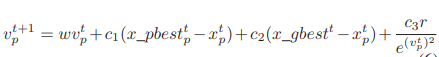 v_p^{t+1} = wv_p^t + c_1(x\_pbest_p^t − x_p^t) + c_2(x\_gbest^t − x_p^t) + \frac{c_3 r}{e^{(v_p^t)^2}}